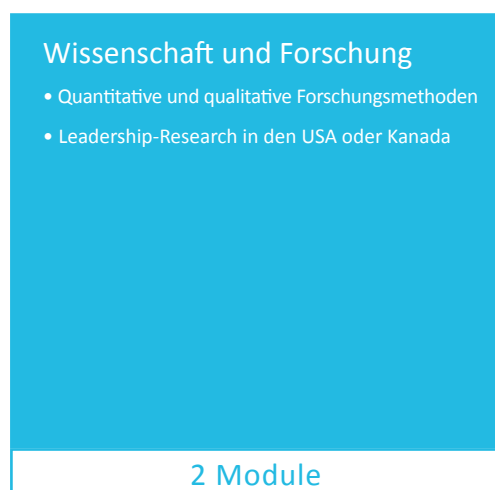 Wissenschaft und Forschung
• Quantitative und qualitative Forschungsmethoden
• Leadership-Research in den USA oder Kanada
2 Module